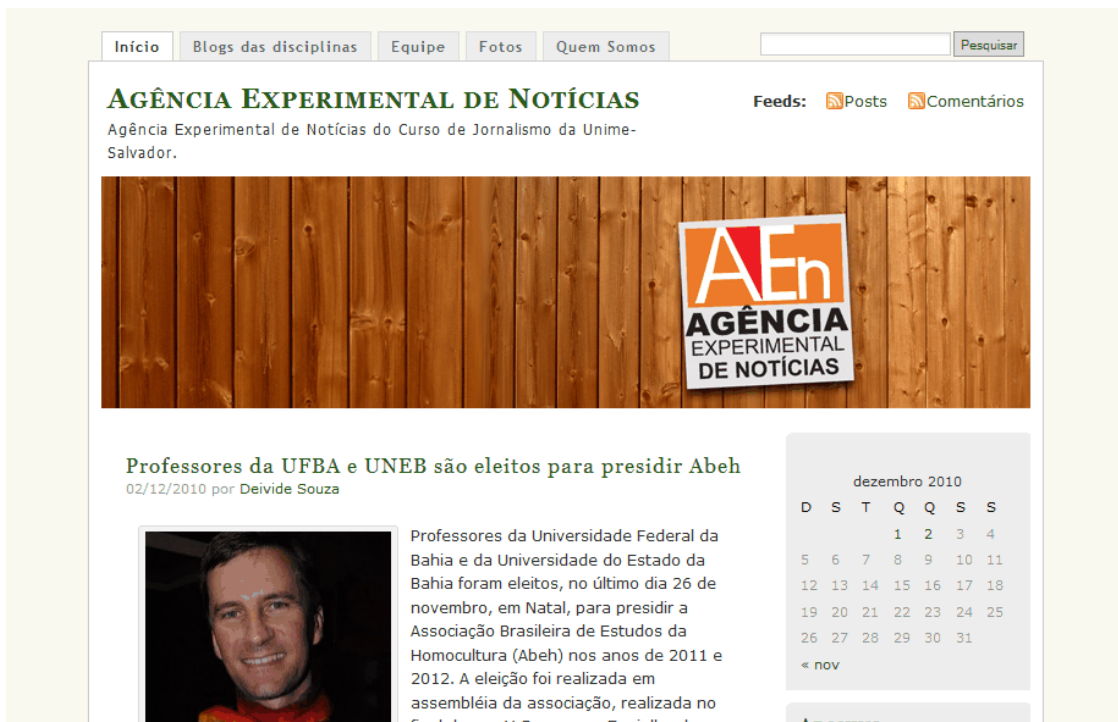 Início Blogs das disciplinas Equipe Fotos Quem Somos Pesquisar
Agência Experimental de Notícias
Feeds: Posts Comentários
Agência Experimental de Notícias do Curso de Jornalismo da Unime-
Salvador.
AEn
AGÊNCIA
EXPERIMENTAL
DE NOTÍCIAS
Professores da UFBA e UNEB são eleitos para presidir Abeh
02/12/2010 por Deivide Souza
Professores da Universidade Federal da
Bahia e da Universidade do Estado da
Bahia foram eleitos, no último dia 26 de
novembro, em Natal, para presidir a
Associação Brasileira de Estudos da
Homocultura (Abeh) nos anos de 2011 e
2012. A eleição foi realizada em
assembléia da associação, realizada no
dezembro 2010
D S T Q Q S S
1 2 3 4
5 6 7 8 9 10 11
12 13 14 15 16 17 18
19 20 21 22 23 24 25
26 27 28 29 30 31
« nov